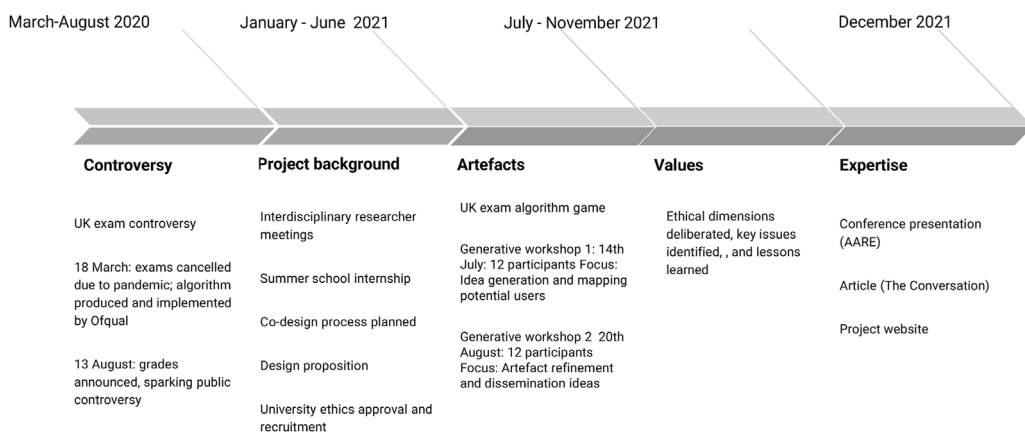 March-August 2020
January - June 2021
July - November 2021
December 2021
Controversy
UK exam controversy
18 March: exams cancelled
due to pandemic; algorithm
produced and implemented
by Ofqual
13 August: grades
announced, sparking public
controversy
Project background
Interdisciplinary researcher
meetings
Summer school internship
Co-design process planned
Design proposition
University ethics approval and
recruitment
Artefacts
UK exam algorithm game
Generative workshop 1: 14th
July: 12 participants Focus:
Idea generation and mapping
potential users
Generative workshop 2 20th
August: 12 participants
Focus: Artefact refinement
and dissemination ideas
Values
Ethical dimensions
deliberated, key issues
identified, , and lessons
learned
Expertise
Conference presentation
(AARE)
Article (The Conversation)
Project website